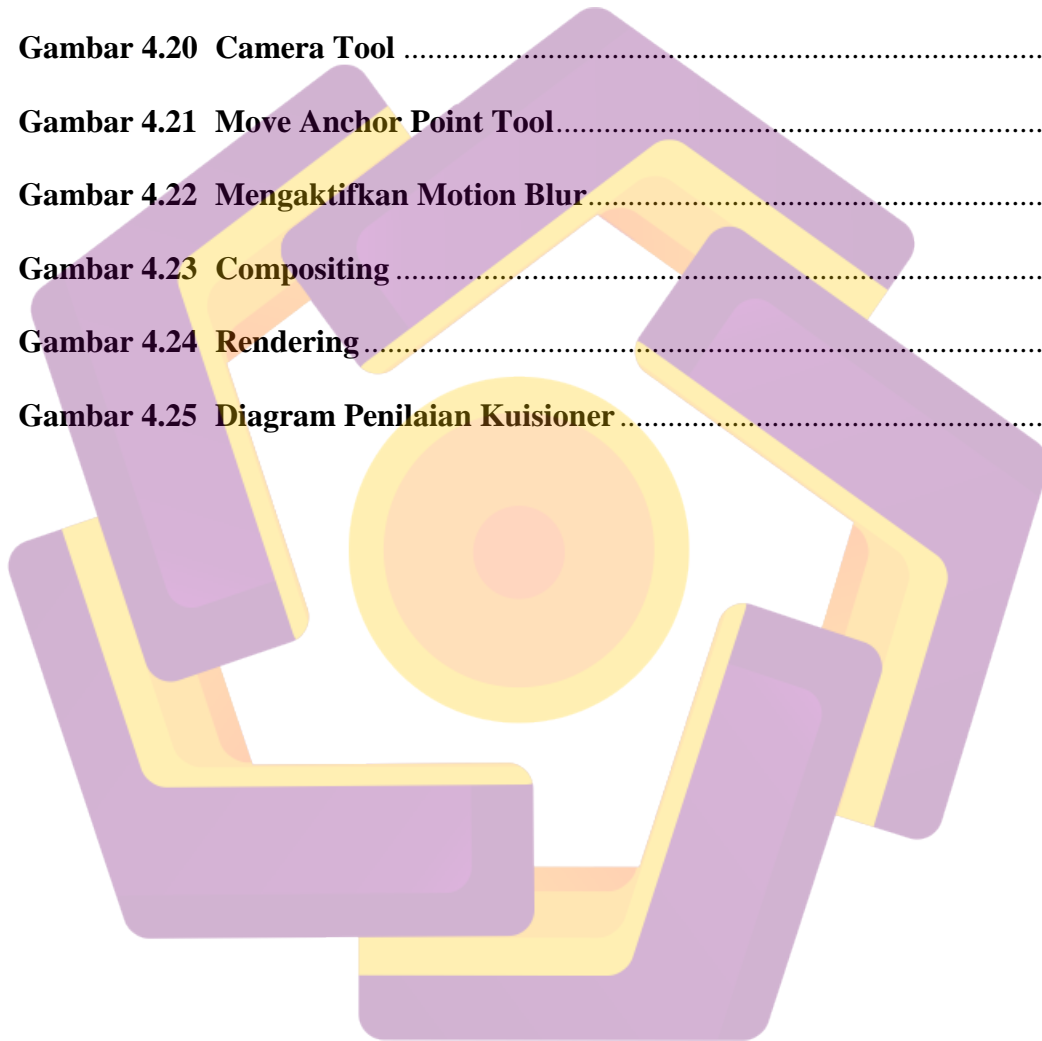 Gambar 4.20 Camera Tool ........................................................................
Gambar 4.21 Move Anchor Point Tool........................................................
Gambar 4.22 Mengaktifkan Motion Blur....................................................
Gambar 4.23 Compositing .........................................................................
Gambar 4.24 Rendering.............................................................................
Gambar 4.25 Diagram Penilaian Kuisioner ................................................